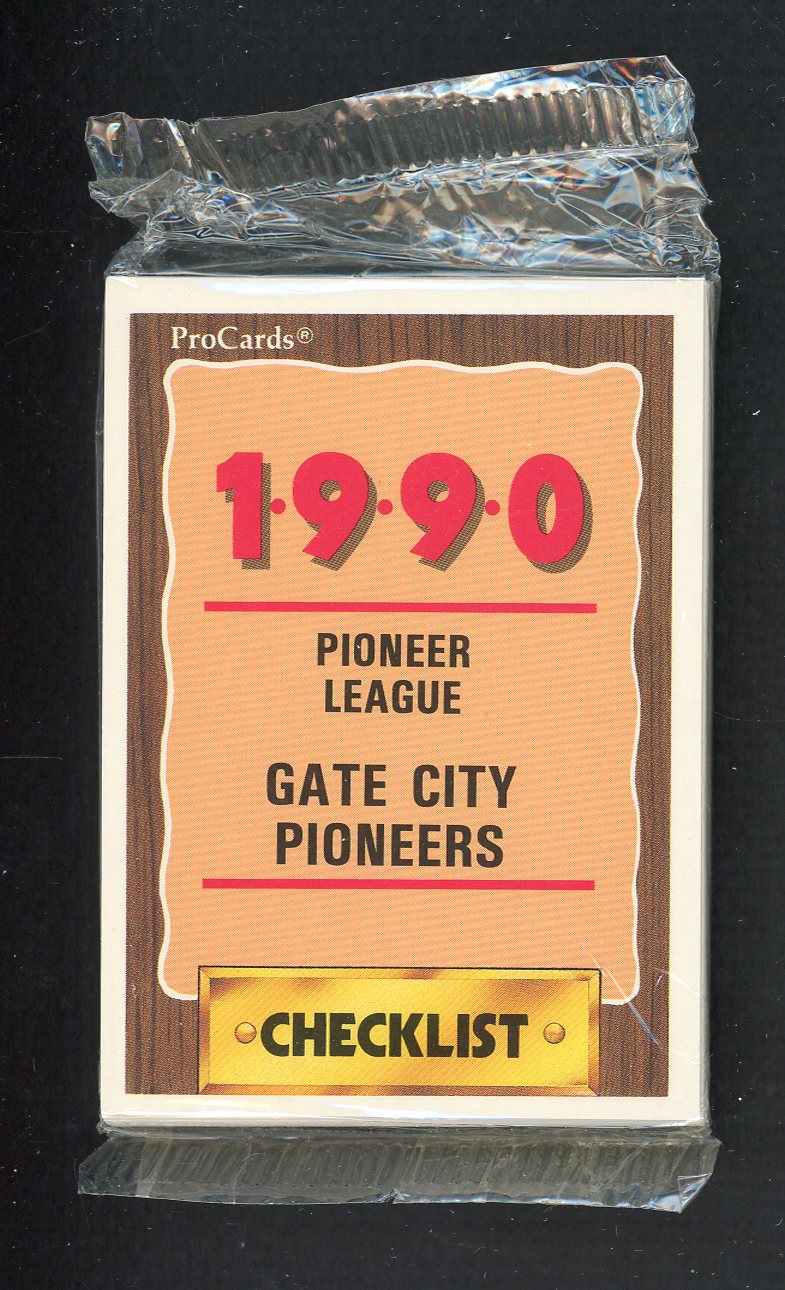 ProCards®
1·9·9·0
PIONEER
LEAGUE
GATE CITY
PIONEERS
CHECKLIST